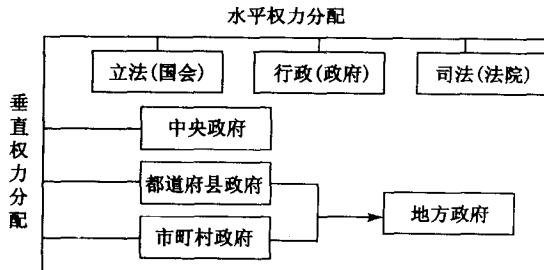 水平权力分配
立法(国会)
行政(政府)
司法(法院)
垂直权力分配
中央政府
都道府县政府
市町村政府
地方政府